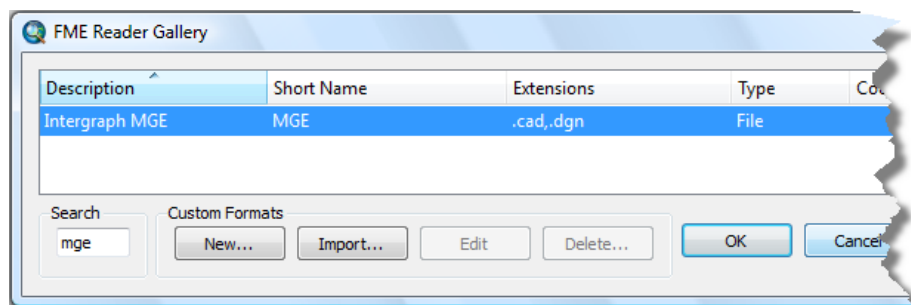 FME Reader Gallery
Description Short Name Extensions Type
Intergraph MGE MGE .cad,.dgn File
Search Custom Formats
mge New... Import... Edit Delete... OK Cancel